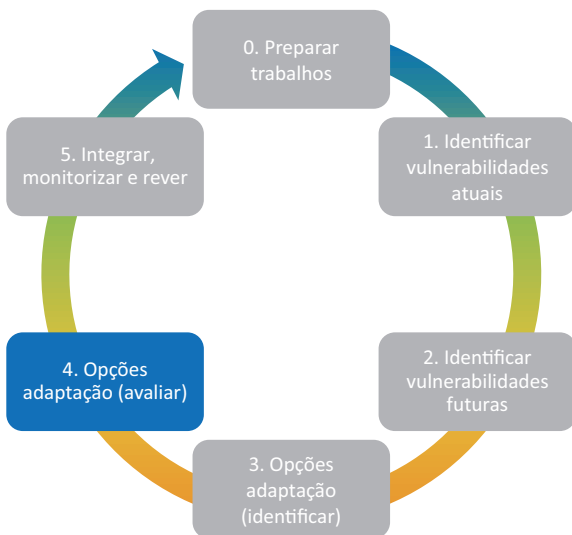 0. Preparar
trabalhos
1. Identificar
vulnerabilidades
atuais
2. Identificar
vulnerabilidades
futuras
3. Opções
adaptação
(identificar)
4. Opções
adaptação (avaliar)
5. Integrar,
monitorizar e rever